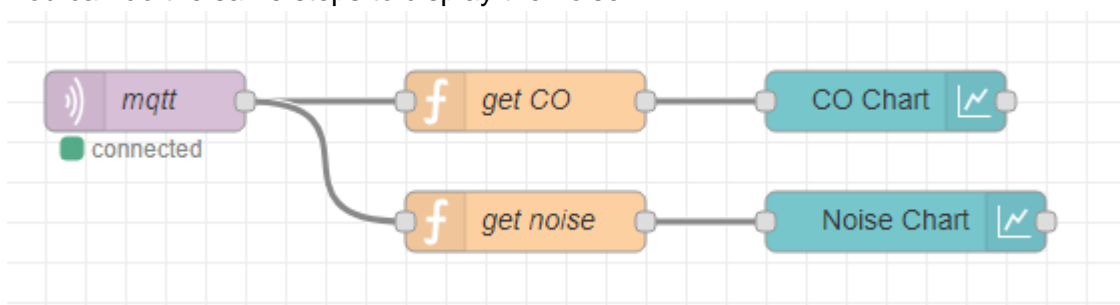 mqtt
get CO
CO Chart
connected
get noise
Noise Chart